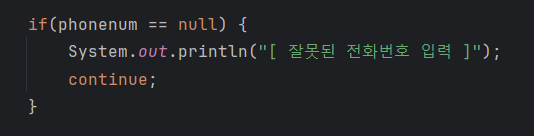 if(phonenum == null) {
    System.out.println("[ 잘못된 전화번호 입력 ]");
    continue;
}